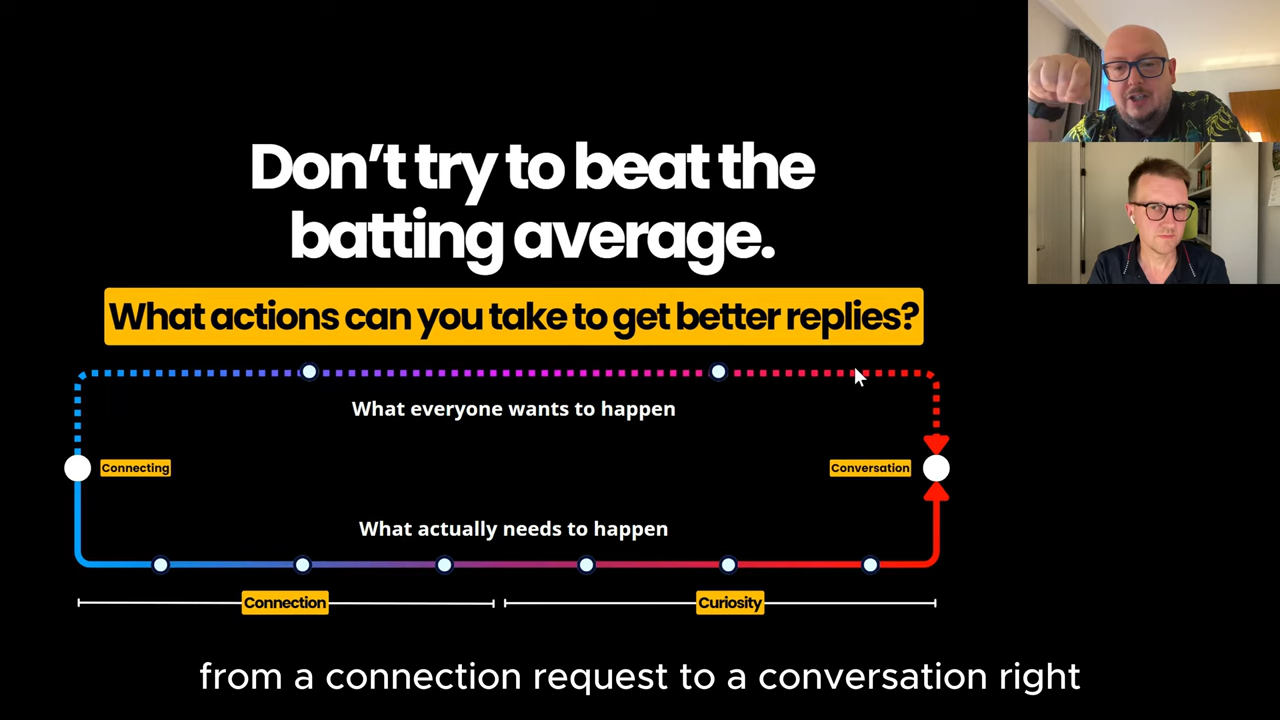 Don’t try to beat the
batting average.
What actions can you take to get better replies?
What everyone wants to happen
Connecting
Conversation
What actually needs to happen
Connection
Curiosity
from a connection request to a conversation right